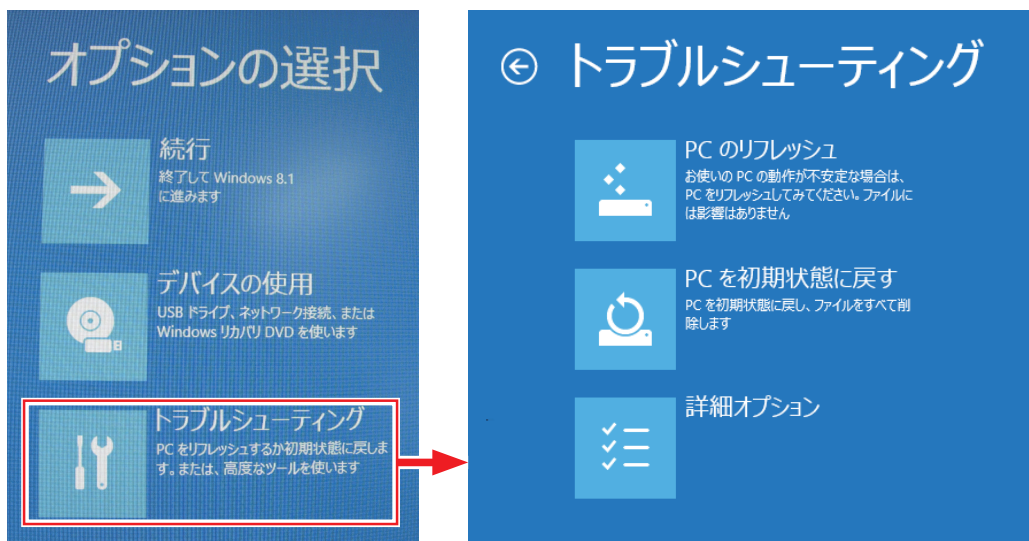 オプションの選択
続行
終了して Windows 8.1
に進みます
デバイスの使用
USB ドライブ、ネットワーク接続、または
Windows リカバリ DVD を使います
トラブルシューティング
PC をリフレッシュするか初期状態に戻しま
す。または、高度なツールを使います
トラブルシューティング
PC のリフレッシュ
お使いの PC の動作が不安定な場合は、
PC をリフレッシュしてみてください。ファイルに
は影響はありません
PC を初期状態に戻す
PC を初期状態に戻し、ファイルをすべて削
除します
詳細オプション